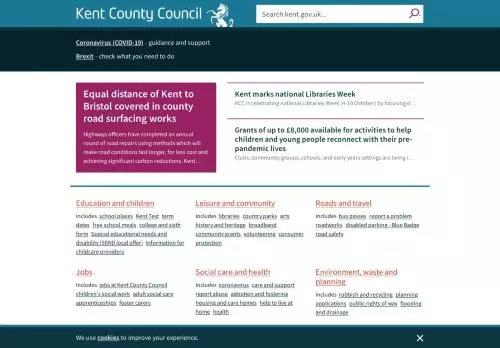 Kent County Council
Search kent.gov.uk...
Coronavirus (COVID-19) - guidance and support
Brexit - check what you need to do
Equal distance of Kent to
Bristol covered in county
road surfacing works
Highways officers have completed an annual
round of road repairs using methods which will
make road conditions last longer, for less cost and
achieving significant carbon reductions. Kent…
Kent marks national Libraries Week
KCC is celebrating national Libraries Week (4-10 October) by focusing o…
Grants of up to £8,000 available for activities to help
children and young people reconnect with their pre-
pandemic lives
Clubs, community groups, schools, and early years settings are being i…
Education and children
Includes school places Kent Test term
dates free school meals college and sixth
form Special educational needs and
disability (SEND local offer) Information for
childcare providers
Leisure and community
Includes libraries country parks arts
history and heritage broadband
community grants volunteering consumer
protection
Roads and travel
Includes bus passes report a problem
roadworks disabled parking - Blue Badge
road safety
Jobs
Includes jobs at Kent County Council
children's social work adult social care
apprenticeships foster carers
Social care and health
Includes coronavirus care and support
report abuse adoption and fostering
housing and care homes help to live at
home health
Environment, waste and
planning
Includes rubbish and recycling planning
applications public rights of way flooding
and drainage
We use cookies to improve your experience.